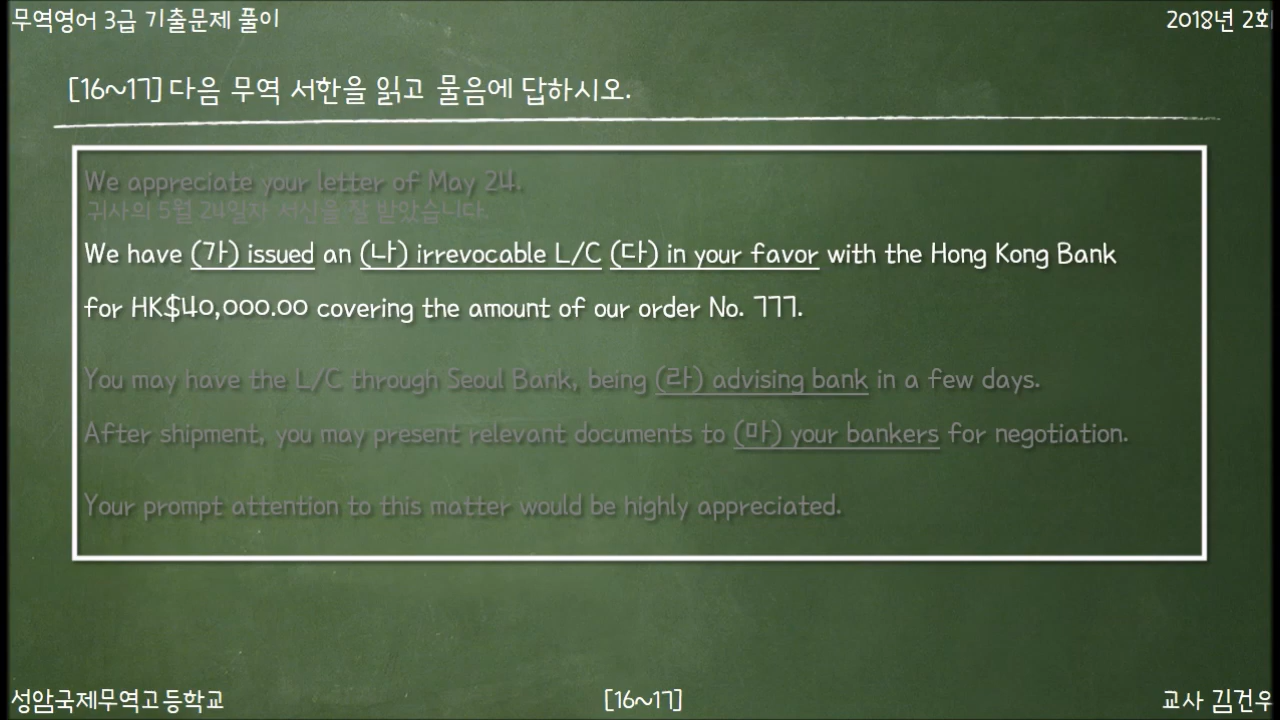 무역영어 3급 기출문제 풀이
2018년 2회
[16~17] 다음 무역 서한을 읽고 물음에 답하시오.
We appreciate your letter of May 24.
귀사의 5월 24일자 서신을 잘 받았습니다.
We have (가) issued an (나) irrevocable L/C (다) in your favor with the Hong Kong Bank
for HK$40,000.00 covering the amount of our order No. 777.
You may have the L/C through Seoul Bank, being (라) advising bank in a few days.
After shipment, you may present relevant documents to (마) your bankers for negotiation.
Your prompt attention to this matter would be highly appreciated.
성암국제무역고등학교
[16~17]
교사 김건우